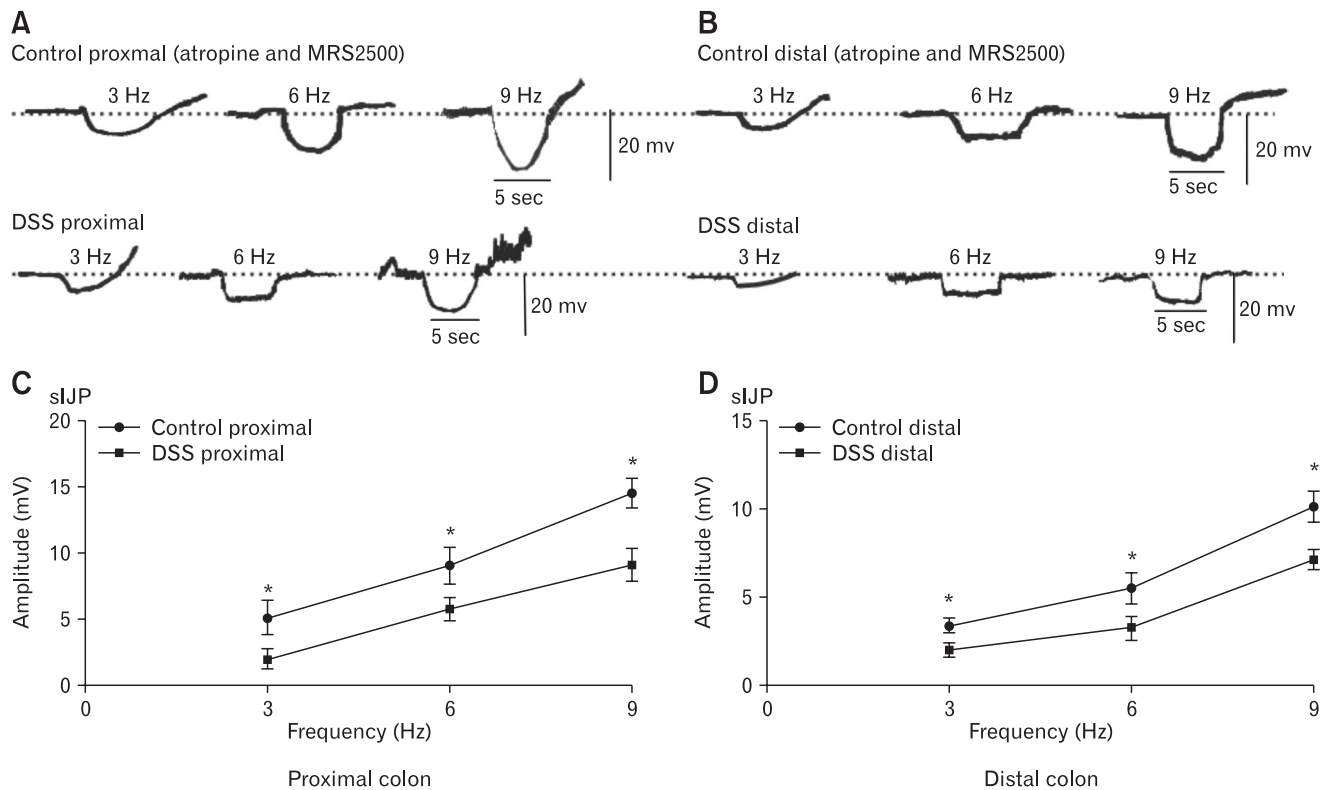 A
Control proxmal (atropine and MRS2500)
3 Hz 6 Hz 9 Hz
20 mv
5 sec
DSS proximal
3 Hz 6 Hz 9 Hz
20 mv
5 sec
B
Control distal (atropine and MRS2500)
3 Hz 6 Hz 9 Hz
20 mv
5 sec
DSS distal
3 Hz 6 Hz 9 Hz
20 mv
5 sec
C
sIJP
20
15
10
5
0
Amplitude (mV)
Control proximal
DSS proximal
* * *
0 3 6 9
Frequency (Hz)
Proximal colon
D
sIJP
15
10
5
0
Amplitude (mV)
Control distal
DSS distal
* * *
0 3 6 9
Frequency (Hz)
Distal colon